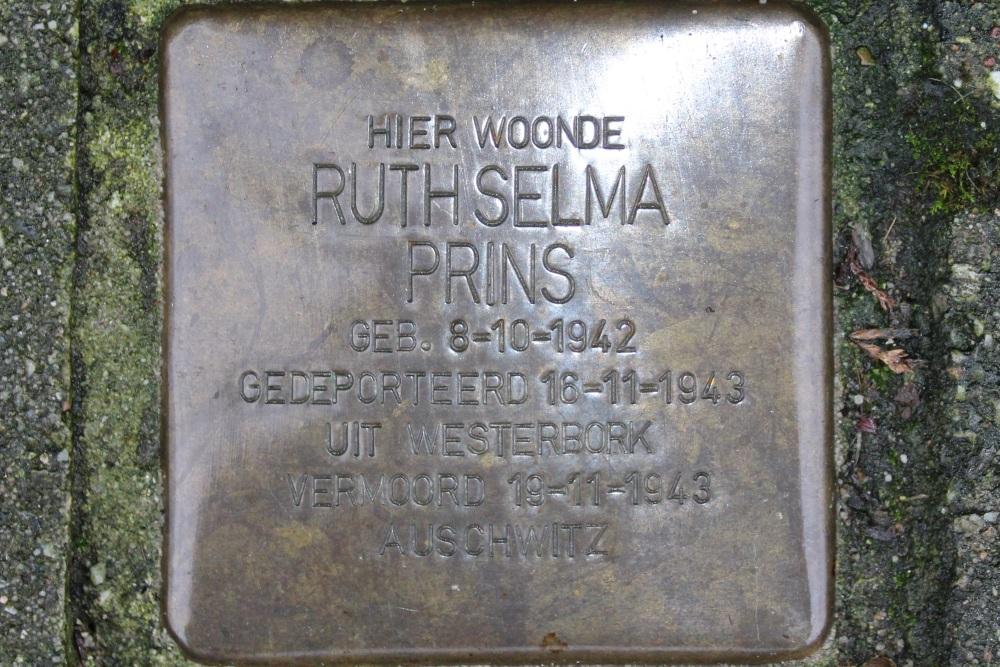 HIER WOONDE
RUTH SELMA
PRINS
GEB. 8-10-1942
GEDEPORTEERD 16-11-1943
UIT WESTERBORK
VERMOORD 19-11-1943
AUSCHWITZ